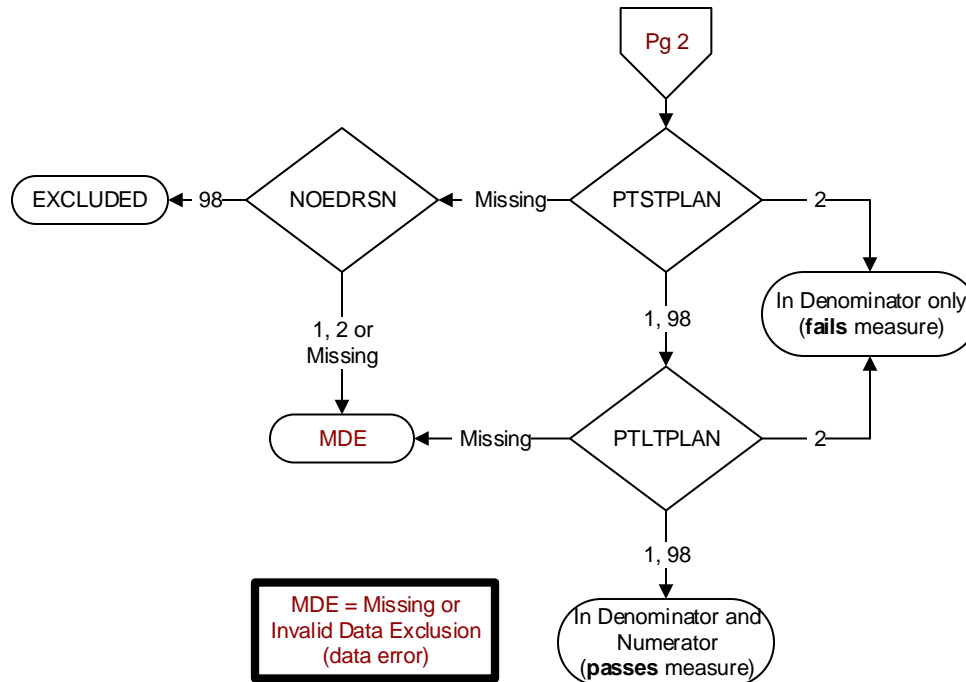 Pg 2
EXCLUDED
98
NOEDRSN
Missing
PTSTPLAN
2
1, 2 or
Missing
1, 98
In Denominator only
(fails measure)
MDE
Missing
PTLTPLAN
2
1, 98
MDE = Missing or
Invalid Data Exclusion
(data error)
In Denominator and
Numerator
(passes measure)